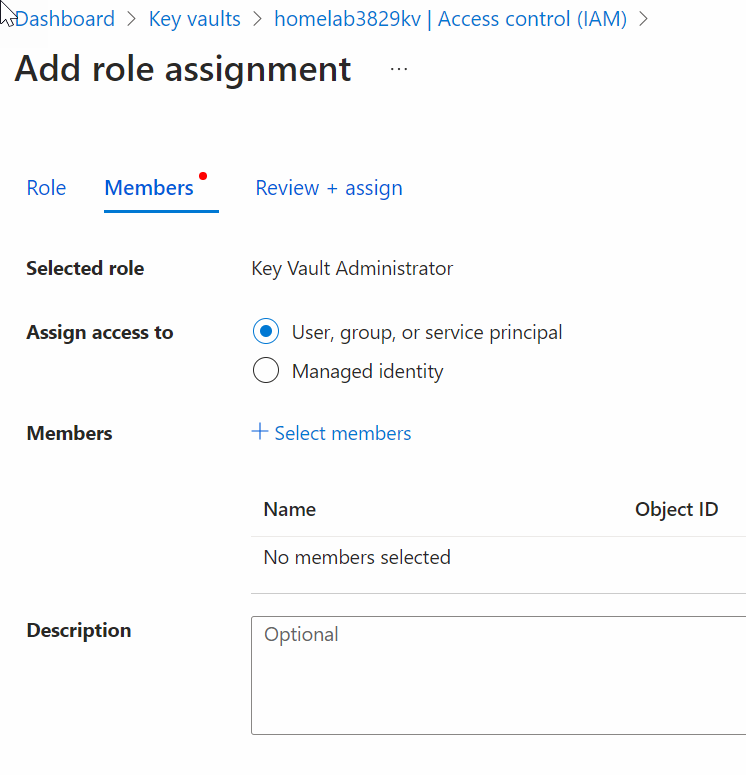 Dashboard > Key vaults > homelab3829kv | Access control (IAM) >
Add role assignment ...
Role Members Review + assign
Selected role Key Vault Administrator
Assign access to User, group, or service principal
Managed identity
Members + Select members
Name Object ID
No members selected
Description Optional